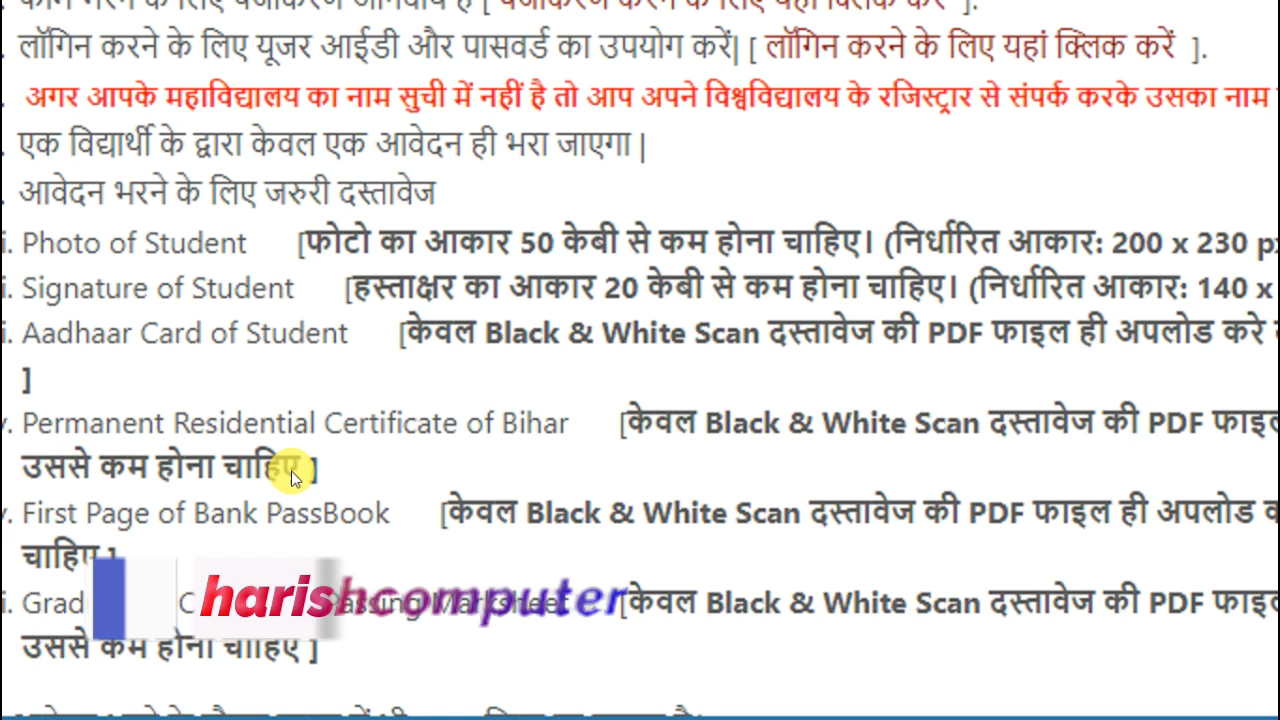 लॉगिन करने के लिए यूजर आईडी और पासवर्ड का उपयोग करें| [ लॉगिन करने के लिए यहां क्लिक करें ].
अगर आपके महाविद्यालय का नाम सुची में नहीं है तो आप अपने विश्वविद्यालय के रजिस्ट्रार से संपर्क करके उसका नाम
एक विद्यार्थी के द्वारा केवल एक आवेदन ही भरा जाएगा |
आवेदन भरने के लिए जरुरी दस्तावेज
i. Photo of Student [फोटो का आकार 50 केबी से कम होना चाहिए। (निर्धारित आकार: 200 x 230
i. Signature of Student [हस्ताक्षर का आकार 20 केबी से कम होना चाहिए। (निर्धारित आकार: 140 x
i. Aadhaar Card of Student [केवल Black & White Scan दस्तावेज की PDF फाइल ही अपलोड करे
]
. Permanent Residential Certificate of Bihar [केवल Black & White Scan दस्तावेज की PDF फाइल
उससे कम होना चाहिए ]
. First Page of Bank PassBook [केवल Black & White Scan दस्तावेज की PDF फाइल ही अपलोड
चाहिए ]
harishcomputer
i. Passing Marksheet [केवल Black & White Scan दस्तावेज की PDF फाइल
उससे कम होना चाहिए ]